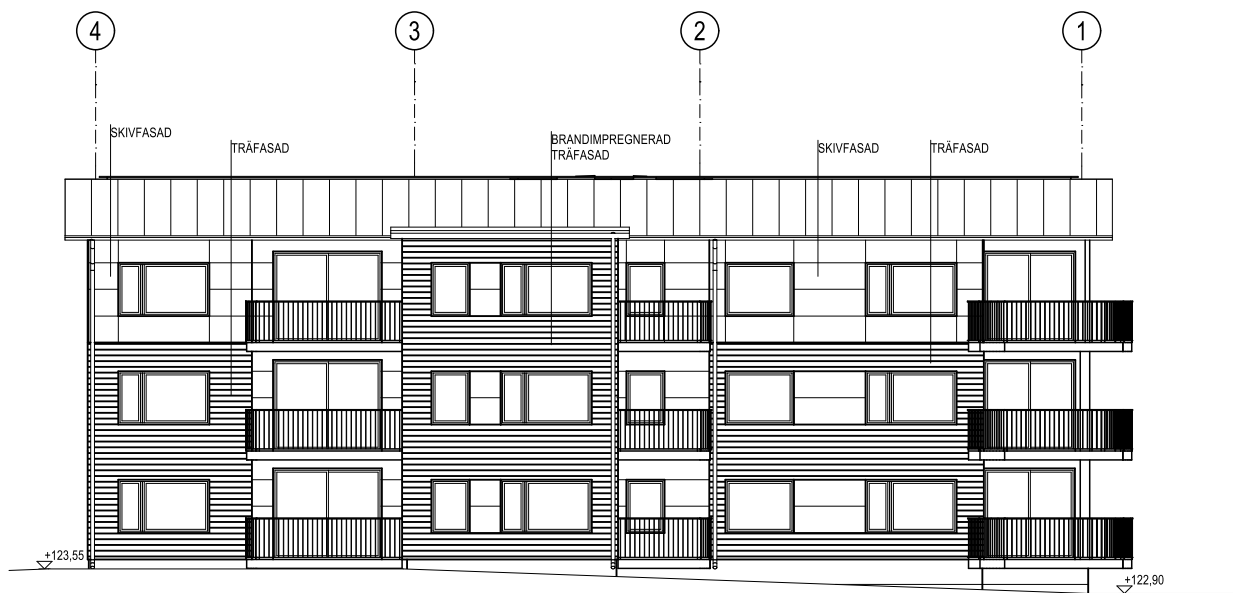 4
3
2
1
SKIVFASAD
TRÄFASAD
BRANDIMPREGNERAD
TRÄFASAD
SKIVFASAD
TRÄFASAD
+123,55
+122,90